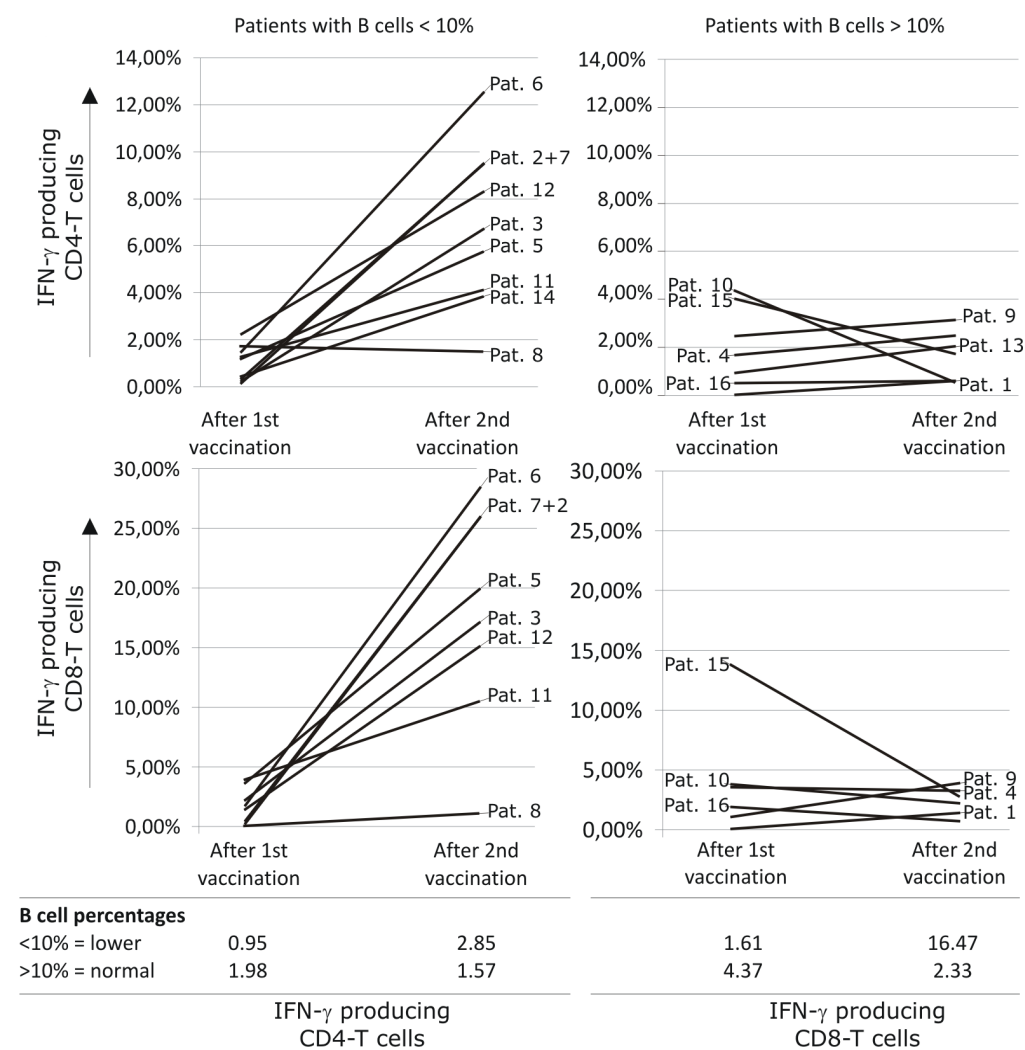 Patients with B cells < 10%
14,00%
12,00%
10,00%
8,00%
6,00%
4,00%
2,00%
0,00%
IFN-γ producing
CD4-T cells
Pat. 6
Pat. 2+7
Pat. 12
Pat. 3
Pat. 5
Pat. 11
Pat. 14
Pat. 8
After 1st
vaccination
After 2nd
vaccination
Patients with B cells > 10%
14,00%
12,00%
10,00%
8,00%
6,00%
4,00%
2,00%
0,00%
Pat. 10
Pat. 15
Pat. 4
Pat. 16
Pat. 9
Pat. 13
Pat. 1
After 1st
vaccination
After 2nd
vaccination
30,00%
25,00%
20,00%
15,00%
10,00%
5,00%
0,00%
IFN-γ producing
CD8-T cells
Pat. 6
Pat. 7+2
Pat. 5
Pat. 3
Pat. 12
Pat. 11
Pat. 8
After 1st
vaccination
After 2nd
vaccination
30,00%
25,00%
20,00%
15,00%
10,00%
5,00%
0,00%
Pat. 15
Pat. 10
Pat. 16
Pat. 9
Pat. 4
Pat. 1
After 1st
vaccination
After 2nd
vaccination
B cell percentages
<10% = lower 0.95 2.85 1.61 16.47
>10% = normal 1.98 1.57 4.37 2.33
IFN-γ producing
CD4-T cells
IFN-γ producing
CD8-T cells